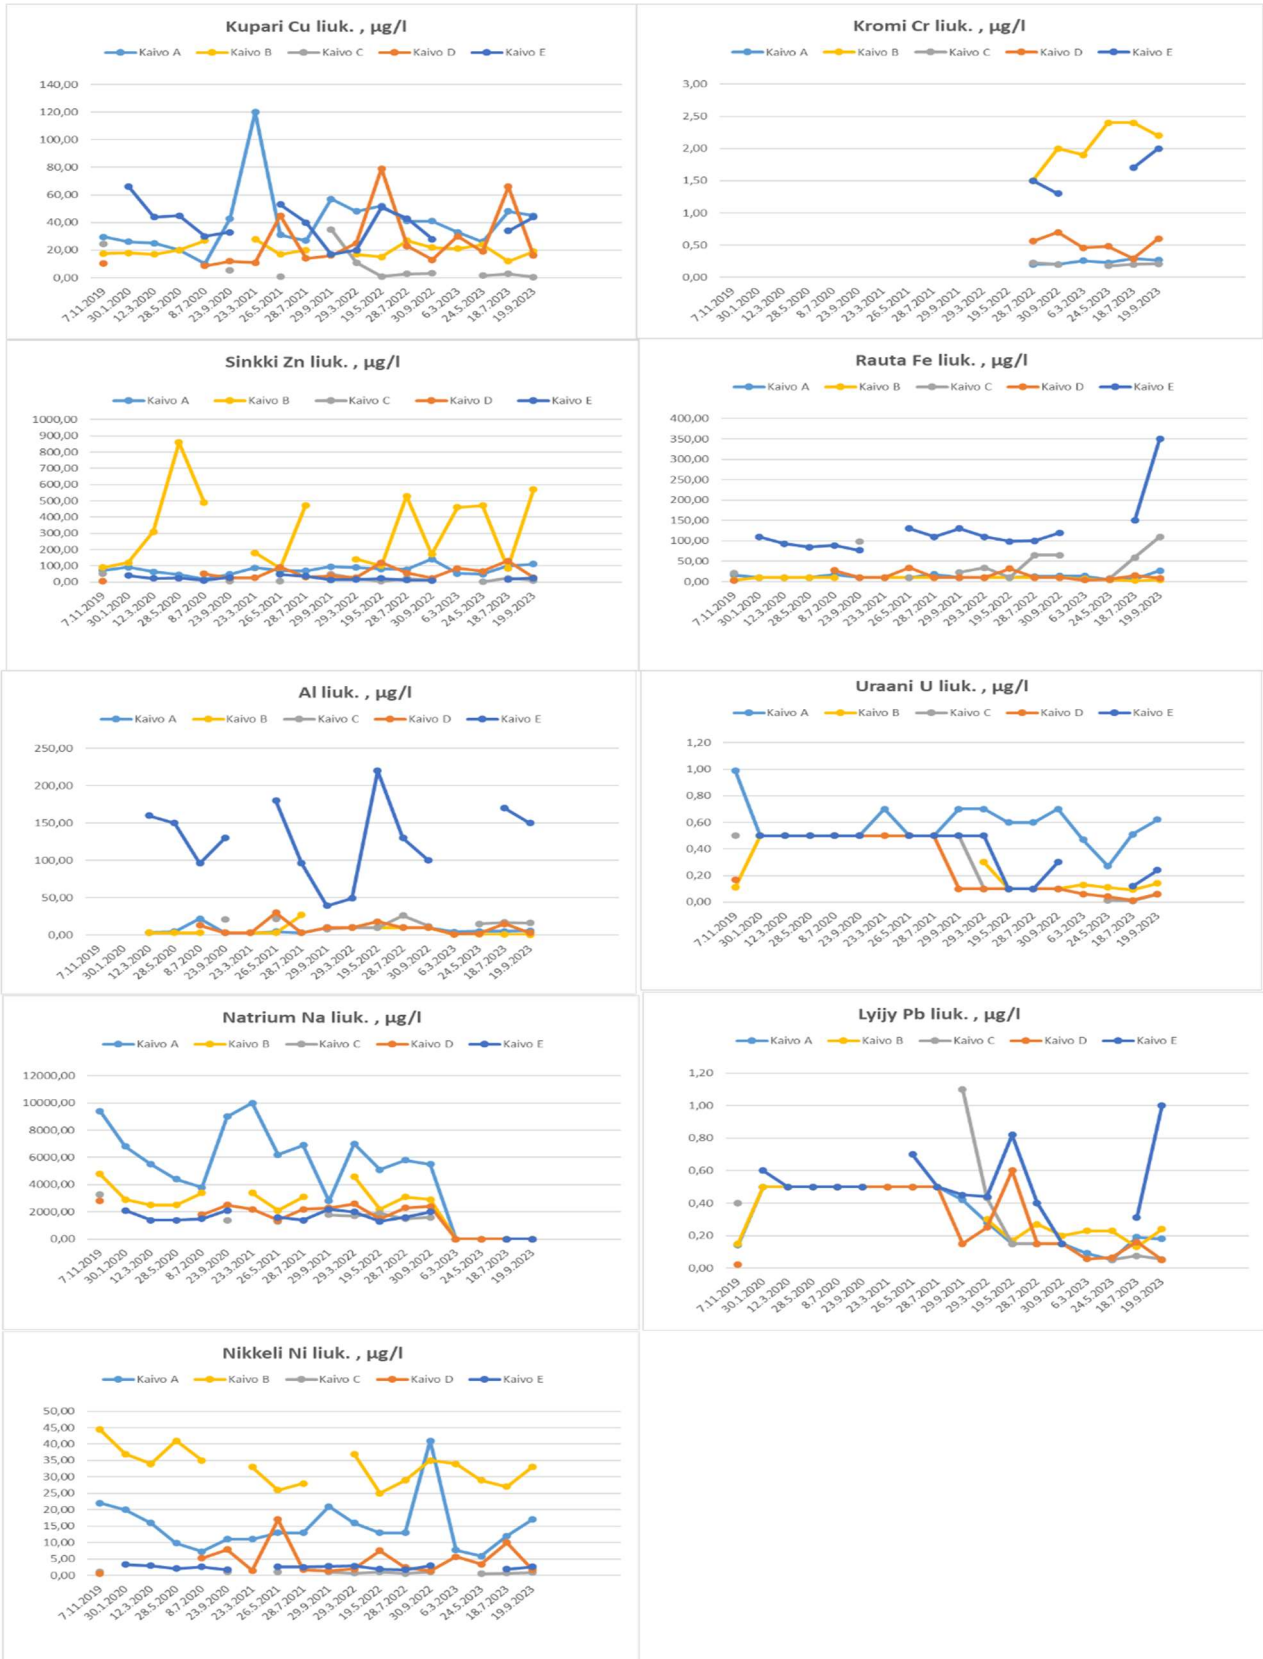 Kupari Cu liuk. , µg/l
Kaivo A Kaivo B Kaivo C Kaivo D Kaivo E
140,00
120,00
100,00
80,00
60,00
40,00
20,00
0,00
7.11.2019 30.1.2020 12.3.2020 28.5.2020 8.7.2020 23.9.2020 23.3.2021 26.5.2021 28.7.2021 29.9.2021 29.3.2022 19.5.2022 28.7.2022 30.9.2022 6.3.2023 24.5.2023 18.7.2023 19.9.2023
Kromi Cr liuk. , µg/l
Kaivo A Kaivo B Kaivo C Kaivo D Kaivo E
3,00
2,50
2,00
1,50
1,00
0,50
0,00
7.11.2019 30.1.2020 12.3.2020 28.5.2020 8.7.2020 23.9.2020 23.3.2021 26.5.2021 28.7.2021 29.9.2021 29.3.2022 19.5.2022 28.7.2022 30.9.2022 6.3.2023 24.5.2023 18.7.2023 19.9.2023
Sinkki Zn liuk. , µg/l
Kaivo A Kaivo B Kaivo C Kaivo D Kaivo E
1000,00
900,00
800,00
700,00
600,00
500,00
400,00
300,00
200,00
100,00
0,00
7.11.2019 30.1.2020 12.3.2020 28.5.2020 8.7.2020 23.9.2020 23.3.2021 26.5.2021 28.7.2021 29.9.2021 29.3.2022 19.5.2022 28.7.2022 30.9.2022 6.3.2023 24.5.2023 18.7.2023 19.9.2023
Rauta Fe liuk. , µg/l
Kaivo A Kaivo B Kaivo C Kaivo D Kaivo E
400,00
350,00
300,00
250,00
200,00
150,00
100,00
50,00
0,00
7.11.2019 30.1.2020 12.3.2020 28.5.2020 8.7.2020 23.9.2020 23.3.2021 26.5.2021 28.7.2021 29.9.2021 29.3.2022 19.5.2022 28.7.2022 30.9.2022 6.3.2023 24.5.2023 18.7.2023 19.9.2023
Al liuk. , µg/l
Kaivo A Kaivo B Kaivo C Kaivo D Kaivo E
250,00
200,00
150,00
100,00
50,00
0,00
7.11.2019 30.1.2020 12.3.2020 28.5.2020 8.7.2020 23.9.2020 23.3.2021 26.5.2021 28.7.2021 29.9.2021 29.3.2022 19.5.2022 28.7.2022 30.9.2022 6.3.2023 24.5.2023 18.7.2023 19.9.2023
Uraani U liuk. , µg/l
Kaivo A Kaivo B Kaivo C Kaivo D Kaivo E
1,20
1,00
0,80
0,60
0,40
0,20
0,00
7.11.2019 30.1.2020 12.3.2020 28.5.2020 8.7.2020 23.9.2020 23.3.2021 26.5.2021 28.7.2021 29.9.2021 29.3.2022 19.5.2022 28.7.2022 30.9.2022 6.3.2023 24.5.2023 18.7.2023 19.9.2023
Natrium Na liuk. , µg/l
Kaivo A Kaivo B Kaivo C Kaivo D Kaivo E
12000,00
10000,00
8000,00
6000,00
4000,00
2000,00
0,00
7.11.2019 30.1.2020 12.3.2020 28.5.2020 8.7.2020 23.9.2020 23.3.2021 26.5.2021 28.7.2021 29.9.2021 29.3.2022 19.5.2022 28.7.2022 30.9.2022 6.3.2023 24.5.2023 18.7.2023 19.9.2023
Lyijy Pb liuk. , µg/l
Kaivo A Kaivo B Kaivo C Kaivo D Kaivo E
1,20
1,00
0,80
0,60
0,40
0,20
0,00
7.11.2019 30.1.2020 12.3.2020 28.5.2020 8.7.2020 23.9.2020 23.3.2021 26.5.2021 28.7.2021 29.9.2021 29.3.2022 19.5.2022 28.7.2022 30.9.2022 6.3.2023 24.5.2023 18.7.2023 19.9.2023
Nikkeli Ni liuk. , µg/l
Kaivo A Kaivo B Kaivo C Kaivo D Kaivo E
50,00
45,00
40,00
35,00
30,00
25,00
20,00
15,00
10,00
5,00
0,00
7.11.2019 30.1.2020 12.3.2020 28.5.2020 8.7.2020 23.9.2020 23.3.2021 26.5.2021 28.7.2021 29.9.2021 29.3.2022 19.5.2022 28.7.2022 30.9.2022 6.3.2023 24.5.2023 18.7.2023 19.9.2023